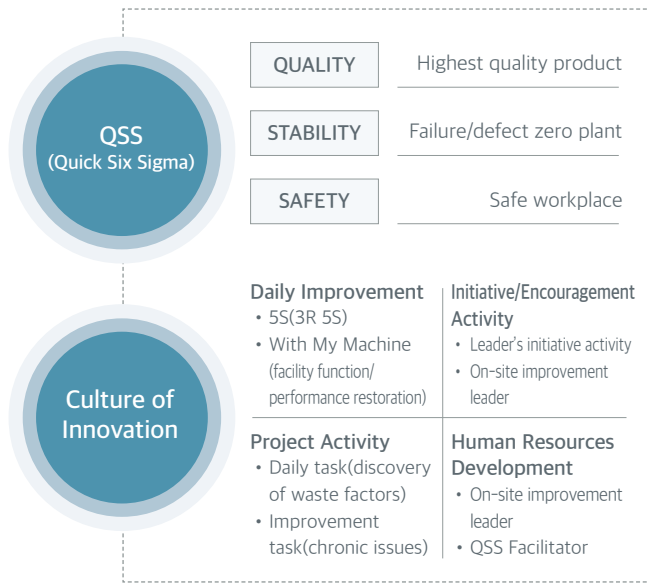 QSS
(Quick Six Sigma)
QUALITY
Highest quality product
STABILITY
Failure/defect zero plant
SAFETY
Safe workplace
Culture of
Innovation
Daily Improvement
• 5S(3R 5S)
• With My Machine
(facility function/
performance restoration)
Initiative/Encouragement
Activity
• Leader's initiative activity
• On-site improvement
leader
Project Activity
• Daily task(discovery
of waste factors)
• Improvement
task(chronic issues)
Human Resources
Development
• On-site improvement
leader
• QSS Facilitator